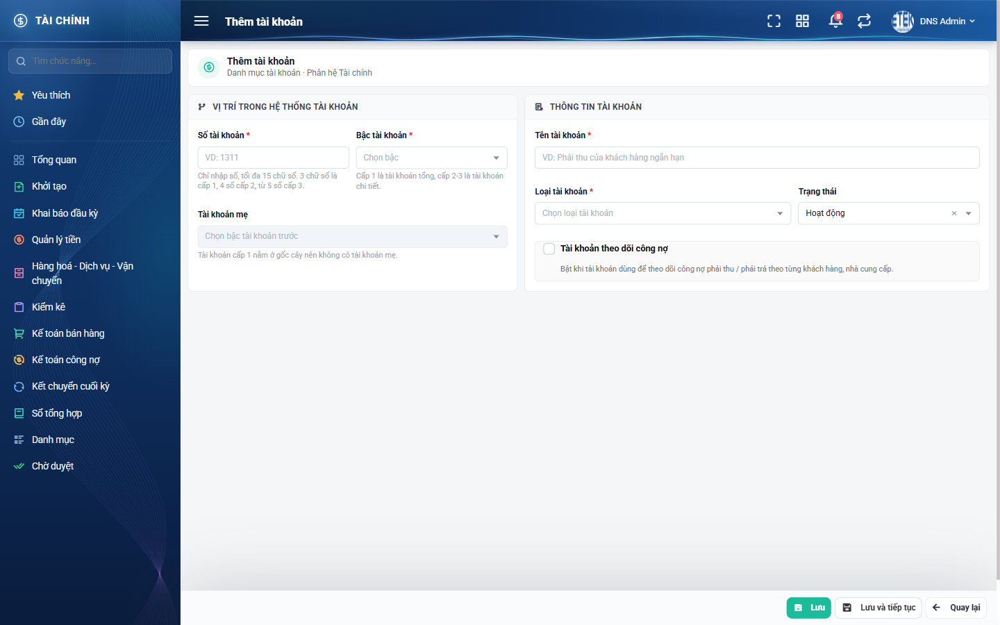 TÀI CHÍNH
Tìm chức năng...
Yêu thích
Gần đây
Tổng quan
Khởi tạo
Khai báo đầu kỳ
Quản lý tiền
Hàng hoá - Dịch vụ - Vận
chuyển
Kiểm kê
Kế toán bán hàng
Kế toán công nợ
Kết chuyển cuối kỳ
Sổ tổng hợp
Danh mục
Chờ duyệt
Thêm tài khoản
8
DNS Admin
Thêm tài khoản
Danh mục tài khoản · Phân hệ Tài chính
VỊ TRÍ TRONG HỆ THỐNG TÀI KHOẢN
Số tài khoản *
Bậc tài khoản *
VD: 1311
Chọn bậc
Chỉ nhập số, tối đa 15 chữ số. 3 chữ số là
cấp 1, 4 số cấp 2, từ 5 số cấp 3.
Cấp 1 là tài khoản tổng, cấp 2-3 là tài khoản
chi tiết.
Tài khoản mẹ
Chọn bậc tài khoản trước
Tài khoản cấp 1 nằm ở gốc cây nên không có tài khoản mẹ.
THÔNG TIN TÀI KHOẢN
Tên tài khoản *
VD: Phải thu của khách hàng ngắn hạn
Loại tài khoản *
Trạng thái
Chọn loại tài khoản
Hoạt động ×
Tài khoản theo dõi công nợ
Bật khi tài khoản dùng để theo dõi công nợ phải thu / phải trả theo từng khách hàng, nhà cung cấp.
Lưu
Lưu và tiếp tục
Quay lại